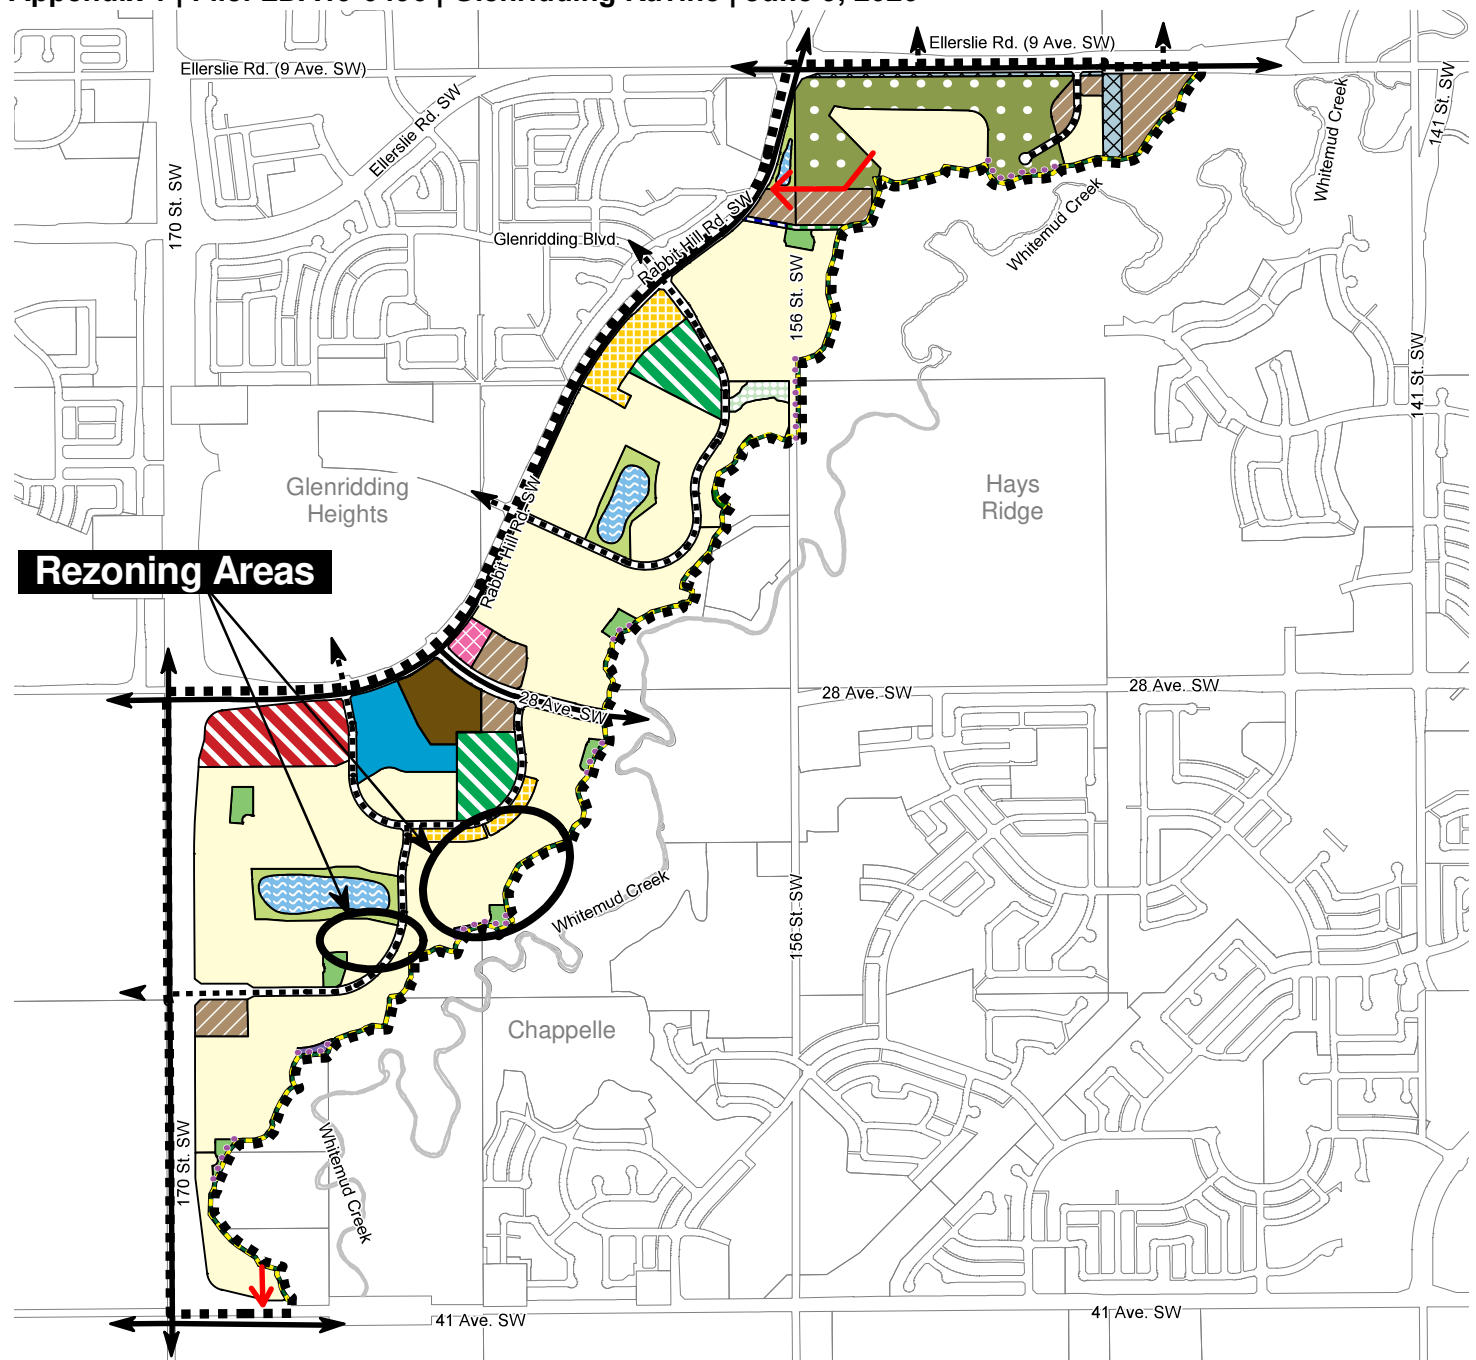 Ellerslie Rd. (9 Ave. SW)
Ellerslie Rd. (9 Ave. SW)
Ellerslie Rd. SW
141 St. SW
Whitemud Creek
170 St. SW
Whitemud Creek
Rabbit Hill Rd. SW
Glenridding Blvd.
156 St. SW
141 St. SW
Glenridding
Heights
Hays
Ridge
Rabbit Hill Rd. SW
Rezoning Areas
28 Ave. SW
28 Ave. SW
28 Ave. SW
Whitemud Creek
156 St. SW
Chappelle
170 St. SW
Whitemud Creek
41 Ave. SW
41 Ave. SW